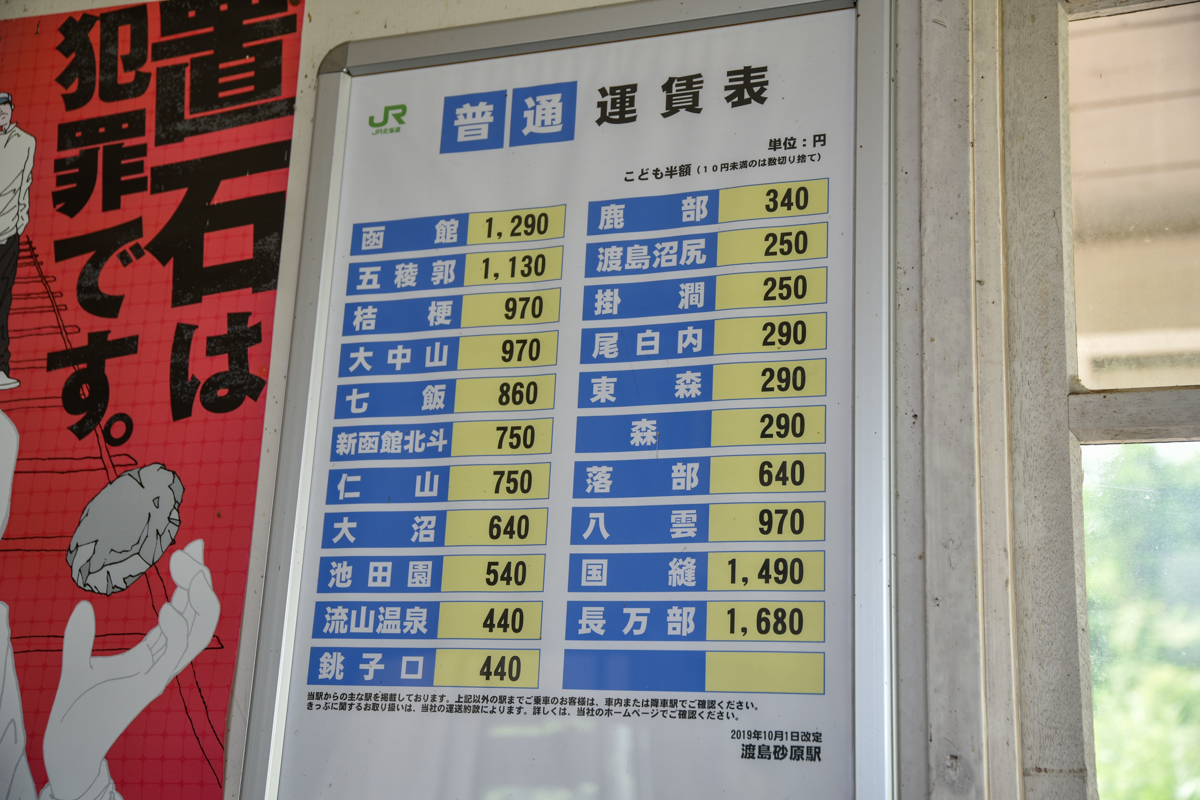 置石は
犯罪です。
JR
JR北海道
普通運賃表
単位：円
こども半額（10円未満のは数切り捨て）
函館 1,290
五稜郭 1,130
桔梗 970
大中山 970
七飯 860
新函館北斗 750
仁山 750
大沼 640
池田園 540
流山温泉 440
銚子口 440
鹿部 340
渡島沼尻 250
掛澗 250
尾白内 290
東森 290
森 290
落部 640
八雲 970
国縫 1,490
長万部 1,680
当駅からの主な駅を掲載しております。上記以外の駅までご乗車のお客様は、車内または降車駅でご確認ください。
きっぷに関するお取り扱いは、当社の運送約款によります。詳しくは、当社のホームページでご確認ください。
2019年10月1日改定
渡島砂原駅